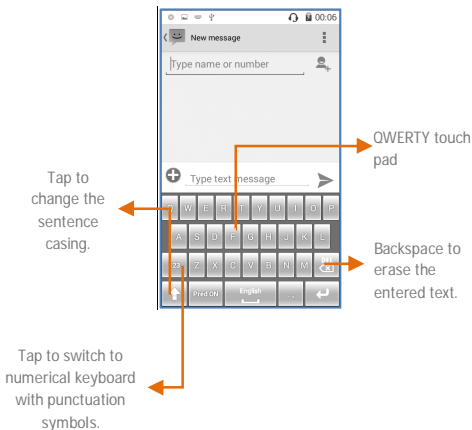 00:06
New message
Type name or number
QWERTY touch
pad
Type text message
Tap to
change the
sentence
casing.
W E R T Y U I O P
A S D F G H J K L
Backspace to
erase the
entered text.
123 Z X C V B N M DEL
Pred ON English . ,
Tap to switch to
numerical keyboard
with punctuation
symbols.